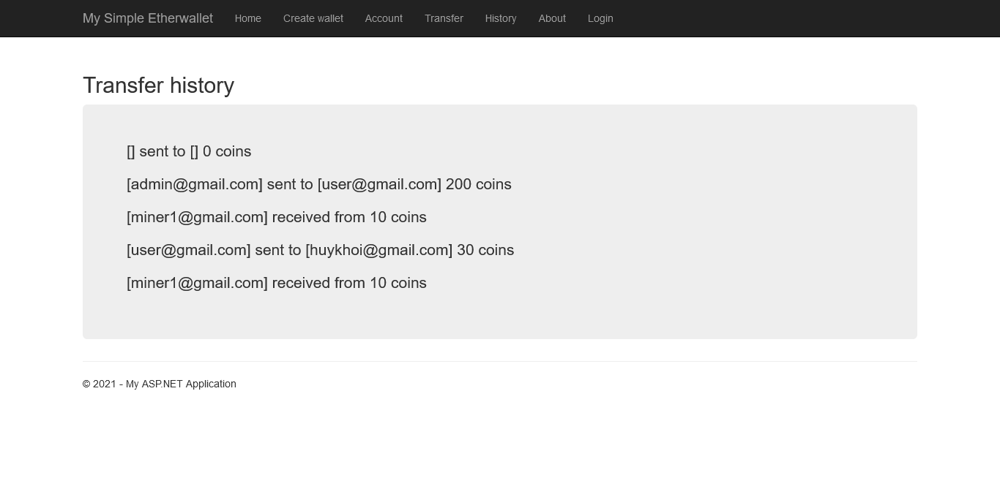 My Simple Etherwallet Home Create wallet Account Transfer History About Login
Transfer history
[] sent to [] 0 coins
[admin@gmail.com] sent to [user@gmail.com] 200 coins
[miner1@gmail.com] received from 10 coins
[user@gmail.com] sent to [huykhoi@gmail.com] 30 coins
[miner1@gmail.com] received from 10 coins
© 2021 - My ASP.NET Application